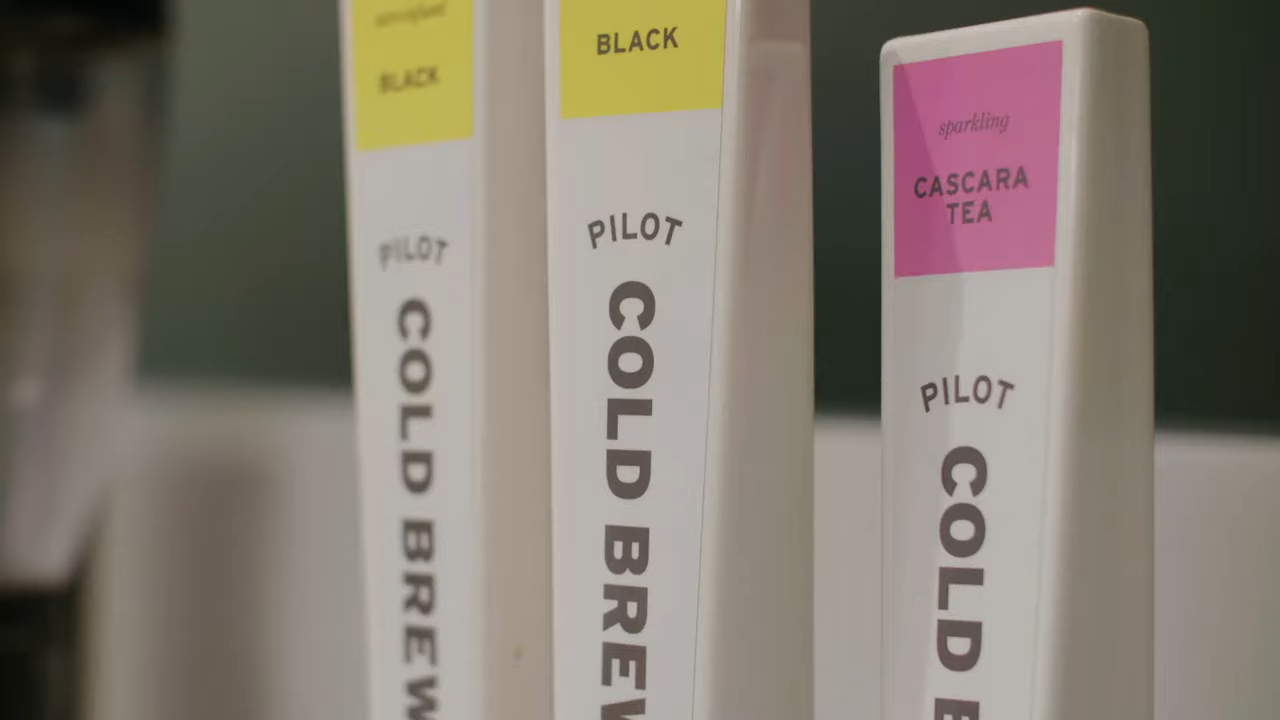 BLACK
PILOT
COLD BREW
BLACK
PILOT
COLD BREW
sparkling
CASCARA
TEA
PILOT
COLD